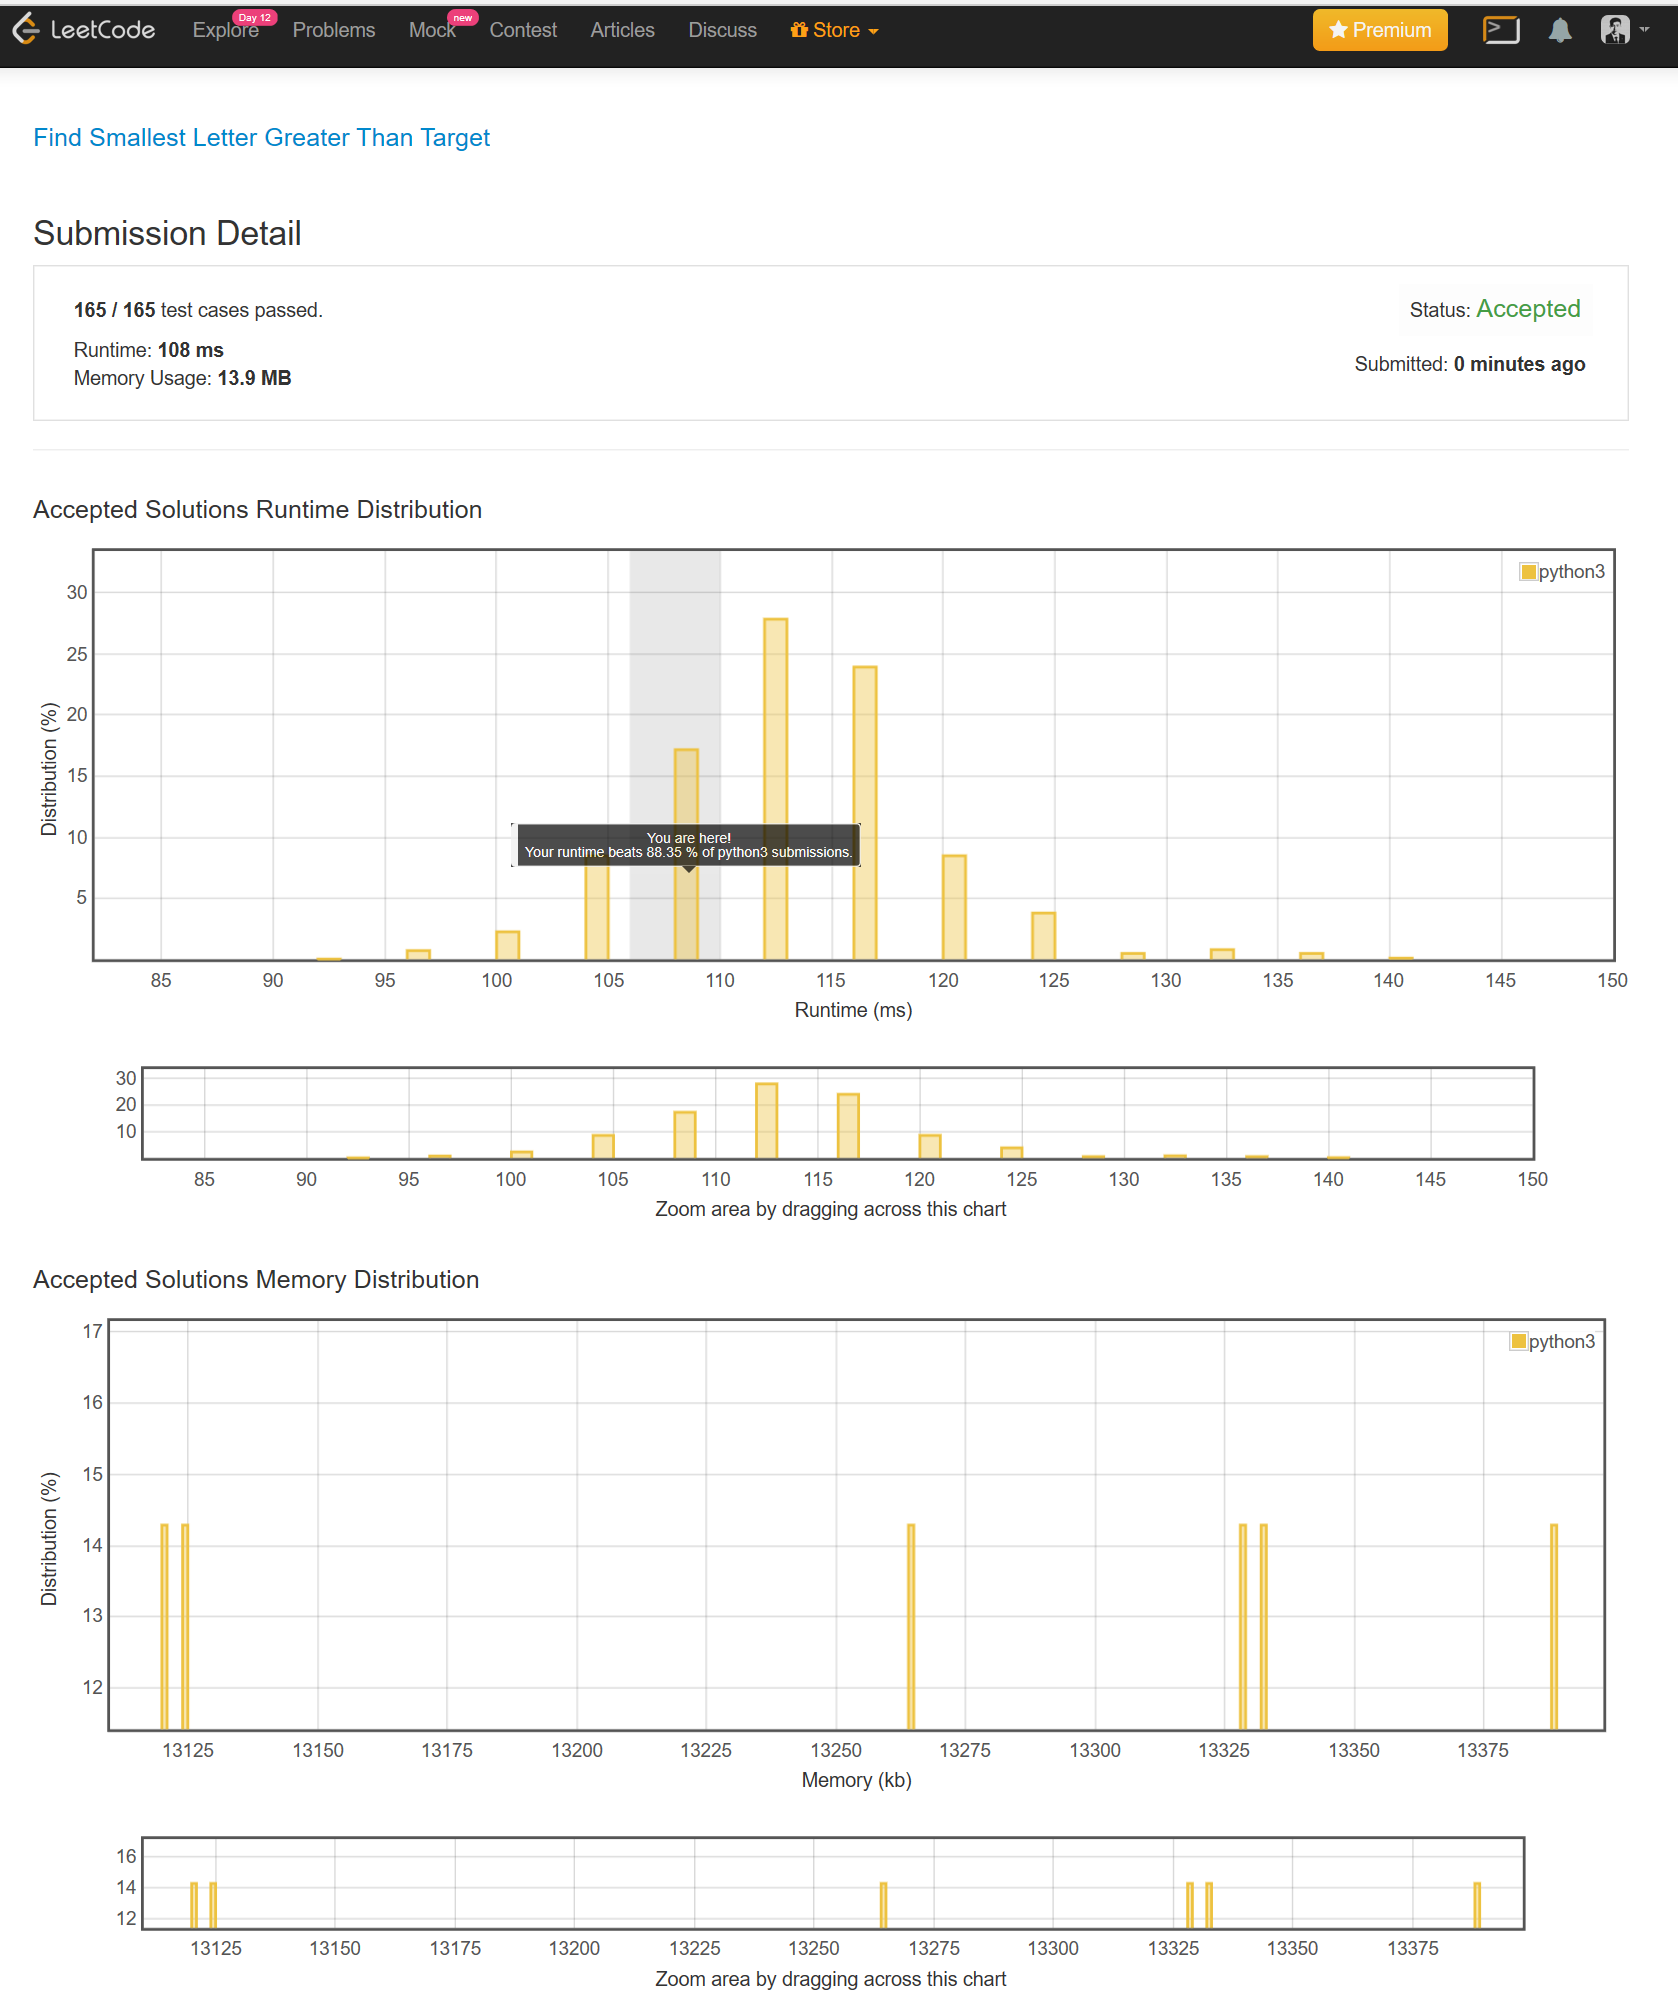 LeetCode Explore Day 12 Problems Mock new Contest Articles Discuss Store Premium
Find Smallest Letter Greater Than Target
Submission Detail
165 / 165 test cases passed.
Status: Accepted
Runtime: 108 ms
Submitted: 0 minutes ago
Memory Usage: 13.9 MB
Accepted Solutions Runtime Distribution
python3
30
25
20
15
10
5
Distribution (%)
You are here!
Your runtime beats 88.35 % of python3 submissions.
85 90 95 100 105 110 115 120 125 130 135 140 145 150
Runtime (ms)
30
20
10
85 90 95 100 105 110 115 120 125 130 135 140 145 150
Zoom area by dragging across this chart
Accepted Solutions Memory Distribution
python3
17
16
15
14
13
12
Distribution (%)
13125 13150 13175 13200 13225 13250 13275 13300 13325 13350 13375
Memory (kb)
16
14
12
13125 13150 13175 13200 13225 13250 13275 13300 13325 13350 13375
Zoom area by dragging across this chart